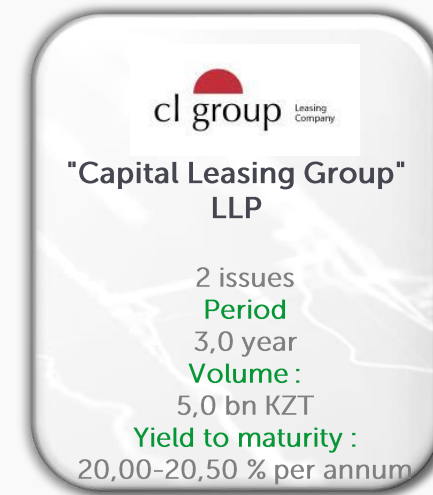 cl group Leasing Company
"Capital Leasing Group"
LLP
2 issues
Period
3,0 year
Volume :
5,0 bn KZT
Yield to maturity :
20,00-20,50 % per annum